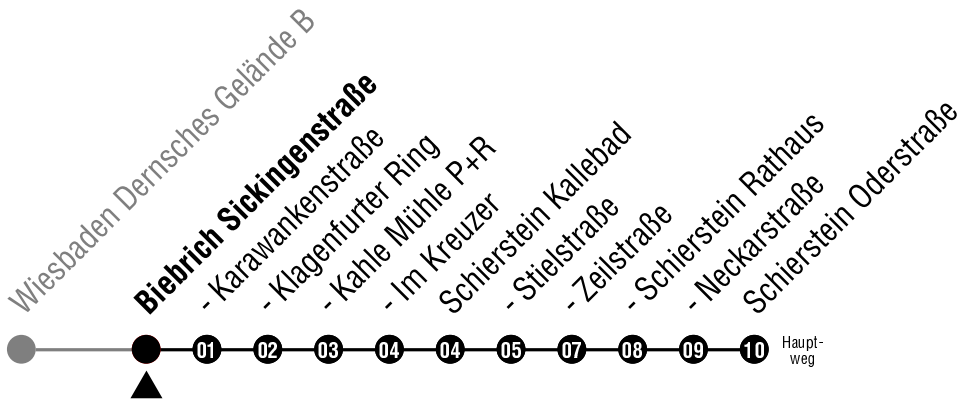 Wiesbaden Dernsches Gelände B
Biebrich Sickingenstraße
- Karawankenstraße
- Klagenfurter Ring
- Kahle Mühle P+R
- Im Kreuzer
Schierstein Kallebad
- Stielstraße
- Zeilstraße
- Schierstein Rathaus
- Neckarstraße
Schierstein Oderstraße
01 02 03 04 04 05 07 08 09 10
Haupt-
weg